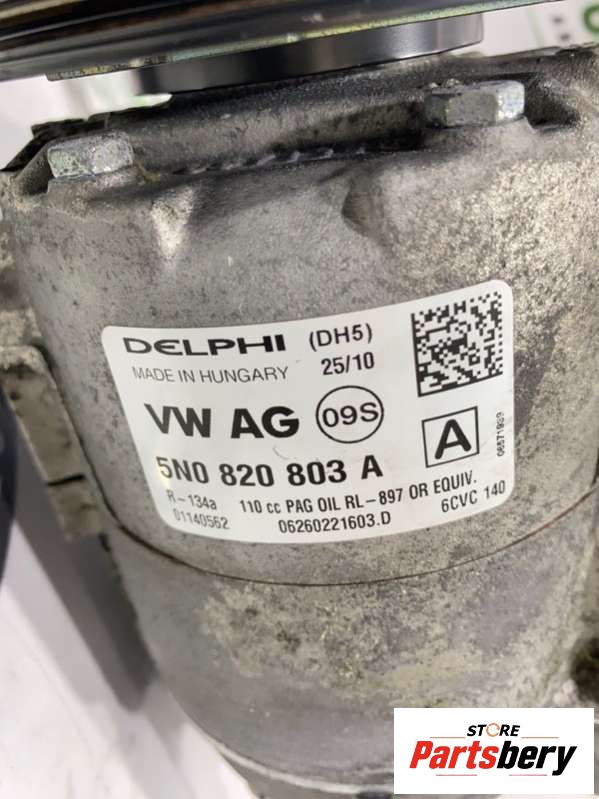 DELPHI (DH5)
MADE IN HUNGARY 25/10
VW AG 09S
5N0 820 803 A A
R-134a 110 cc PAG OIL RL-897 OR EQUIV.
01140562 06260221603.D 6CVC 140
STORE
Partsbery